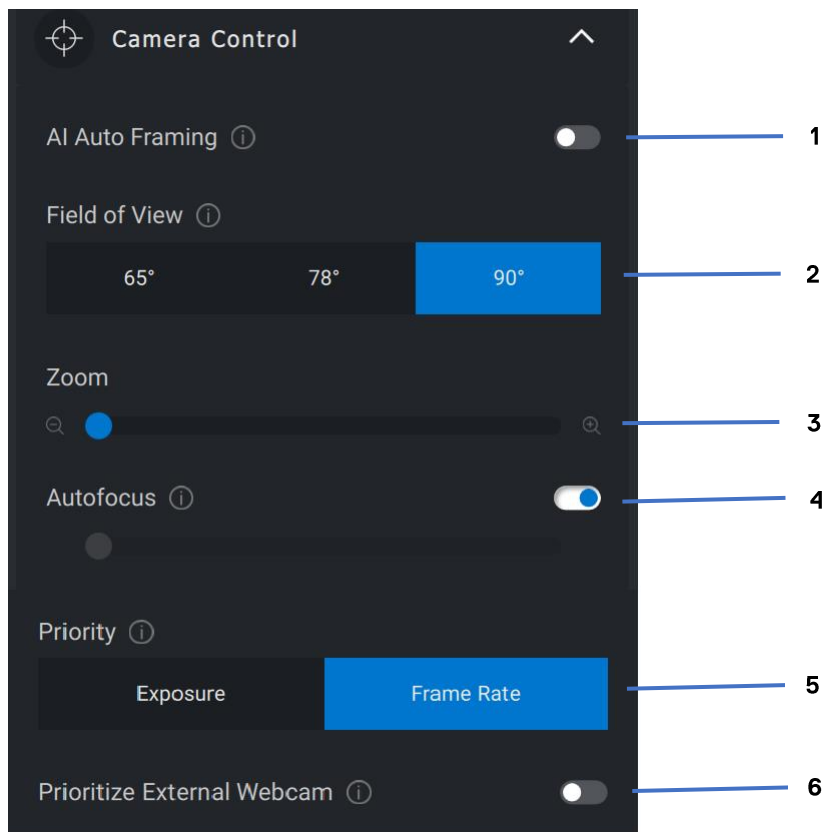 Camera Control
AI Auto Framing 1
Field of View
65° 78° 90° 2
Zoom
3
Autofocus 4
Priority
Exposure Frame Rate 5
Prioritize External Webcam 6